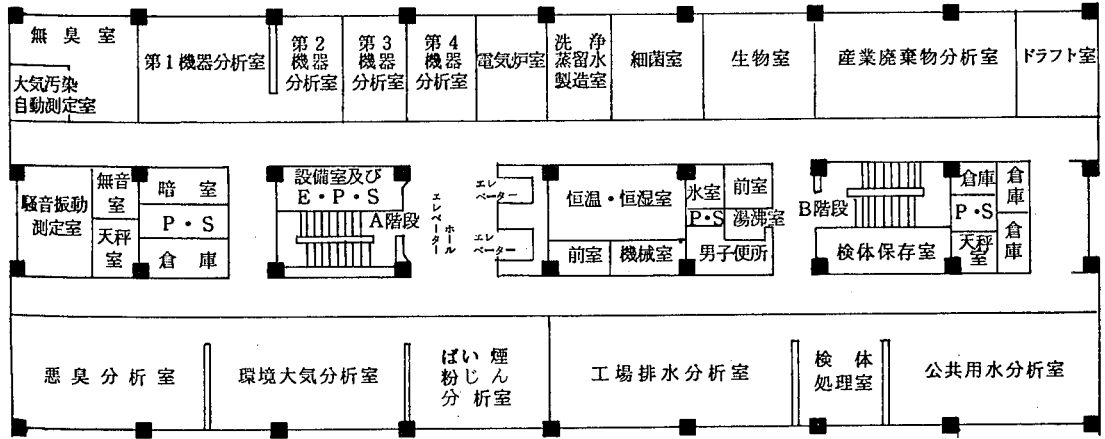 無臭室
大気汚染
自動測定室
第1機器分析室
第2
機器
分析室
第3
機器
分析室
第4
機器
分析室
電気炉室
洗浄
蒸留水
製造室
細菌室
生物室
産業廃棄物分析室
ドラフト室
騒音振動
測定室
無音
室
天秤
室
暗室
P・S
倉庫
設備室及び
E・P・S
A階段
エレベーター
ホール
エレ
ベーター
エレ
ベーター
恒温・恒湿室
前室
機械室
氷室
前室
P・S
湯沸室
男子便所
B階段
検体保存室
倉庫
P・S
天秤
室
倉庫
倉庫
悪臭分析室
環境大気分析室
ばい煙
粉じん
分析室
工場排水分析室
検体
処理室
公共用水分析室